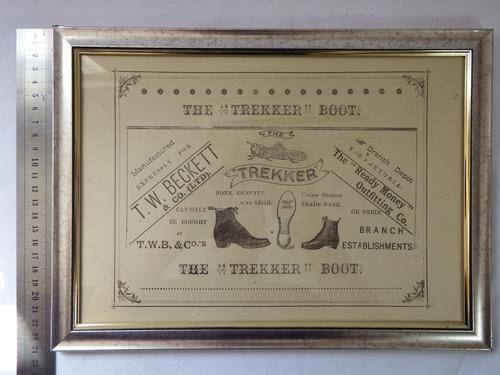 THE "TREKKER" BOOT.
Manufactured
EXPRESSLY FOR
T. W. BECKETT
& CO. (LTD).
THE
TREKKER
Branch Depot
FOR PRETORIA.
The "Ready Money"
Outfitting Co.
NONE GENUINE
UNLESS BRANDED
WITH
TRADE MARK.
CAN ONLY
BE BOUGHT
AT
T.W.B. & CO.'S
OR THEIR
BRANCH
ESTABLISHMENTS
THE "TREKKER" BOOT.